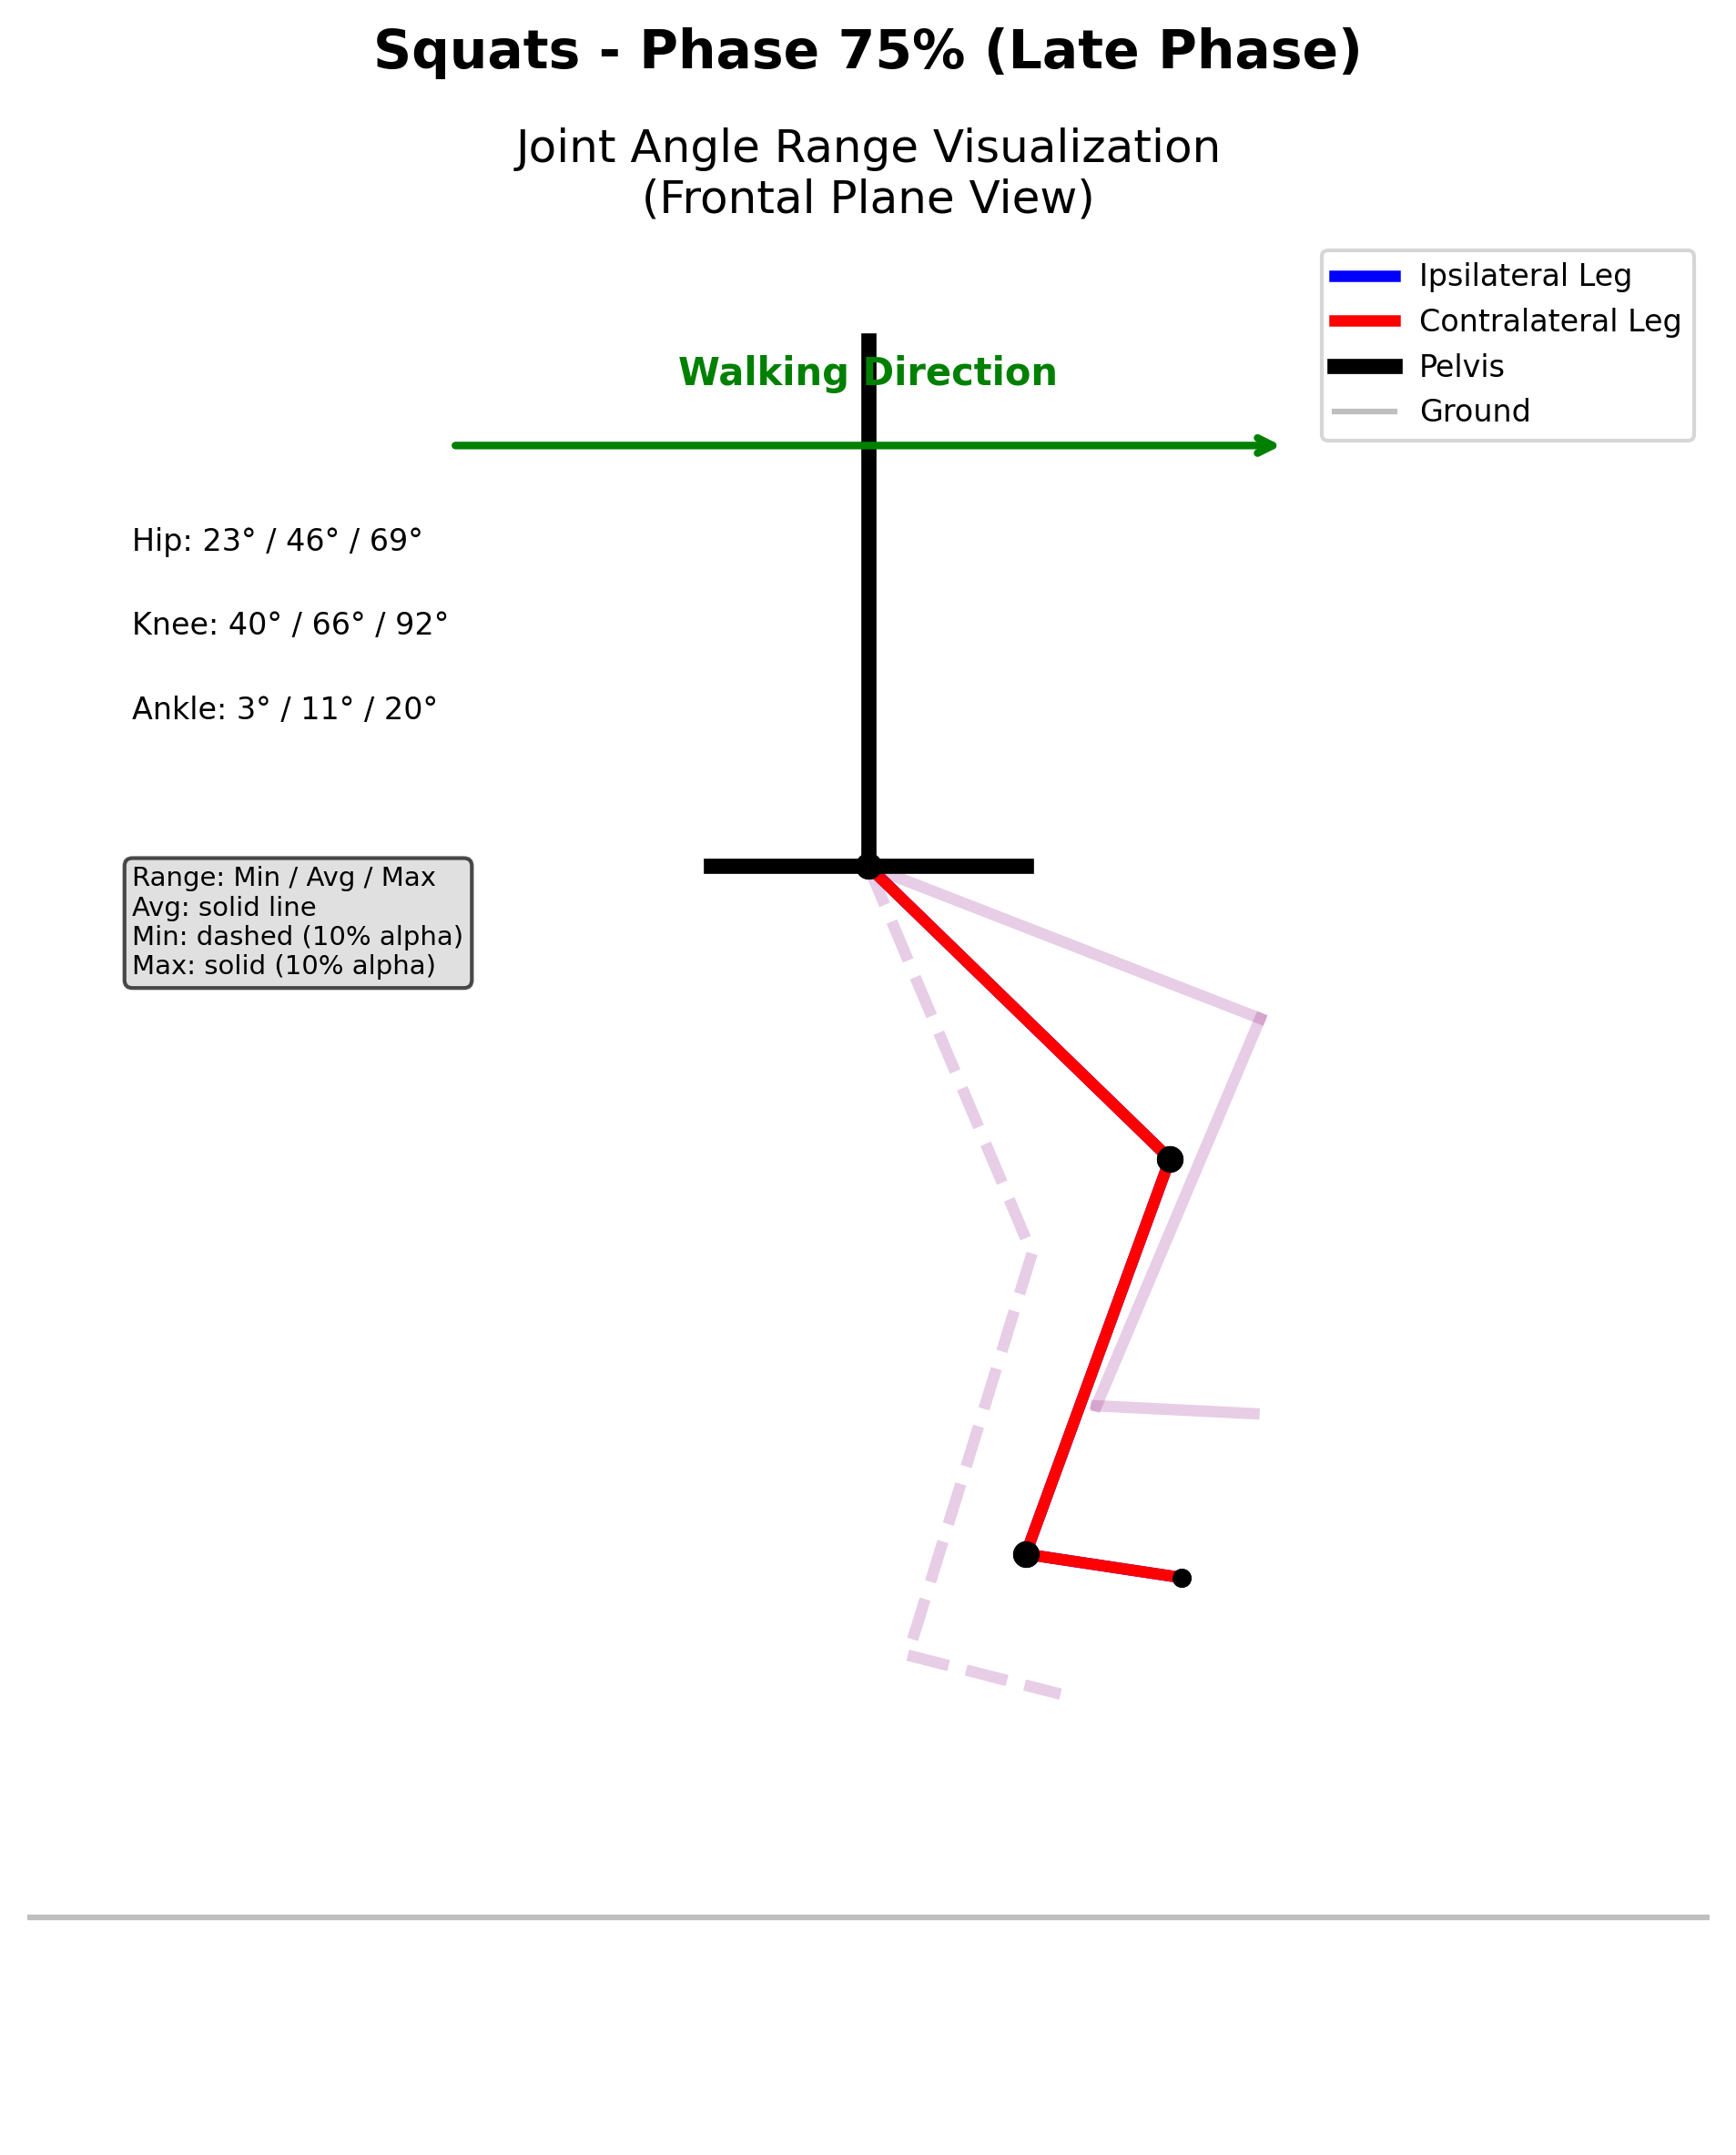 Squats - Phase 75% (Late Phase)
Joint Angle Range Visualization
(Frontal Plane View)
Ipsilateral Leg
Contralateral Leg
Pelvis
Ground
Walking Direction
Hip: 23° / 46° / 69°
Knee: 40° / 66° / 92°
Ankle: 3° / 11° / 20°
Range: Min / Avg / Max
Avg: solid line
Min: dashed (10% alpha)
Max: solid (10% alpha)